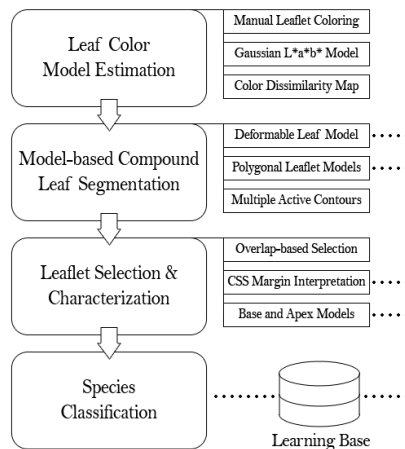 Leaf Color
Model Estimation
Manual Leaflet Coloring
Gaussian L*a*b* Model
Color Dissimilarity Map
Model-based Compound
Leaf Segmentation
Deformable Leaf Model
Polygonal Leaflet Models
Multiple Active Contours
Leaflet Selection &
Characterization
Overlap-based Selection
CSS Margin Interpretation
Base and Apex Models
Species
Classification
Learning Base